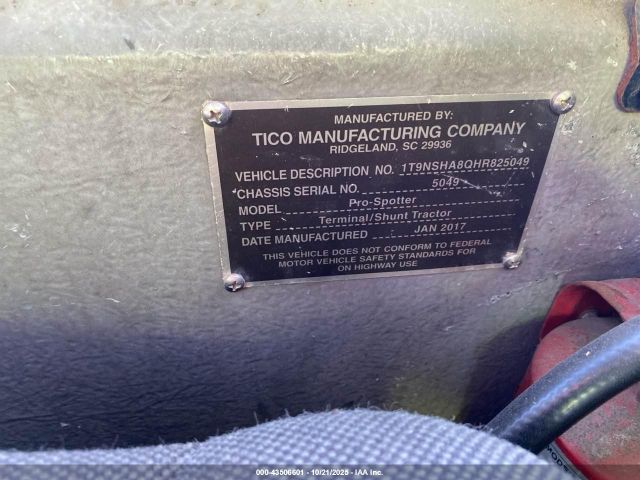 MANUFACTURED BY:
TICO MANUFACTURING COMPANY
RIDGELAND, SC 29936
VEHICLE DESCRIPTION NO. 1T9NSHA8QHR825049
CHASSIS SERIAL NO. 5049
MODEL Pro-Spotter
TYPE Terminal/Shunt Tractor
DATE MANUFACTURED JAN 2017
THIS VEHICLE DOES NOT CONFORM TO FEDERAL
MOTOR VEHICLE SAFETY STANDARDS FOR
ON HIGHWAY USE
000-43506601 - 10/21/2025 - IAA Inc.